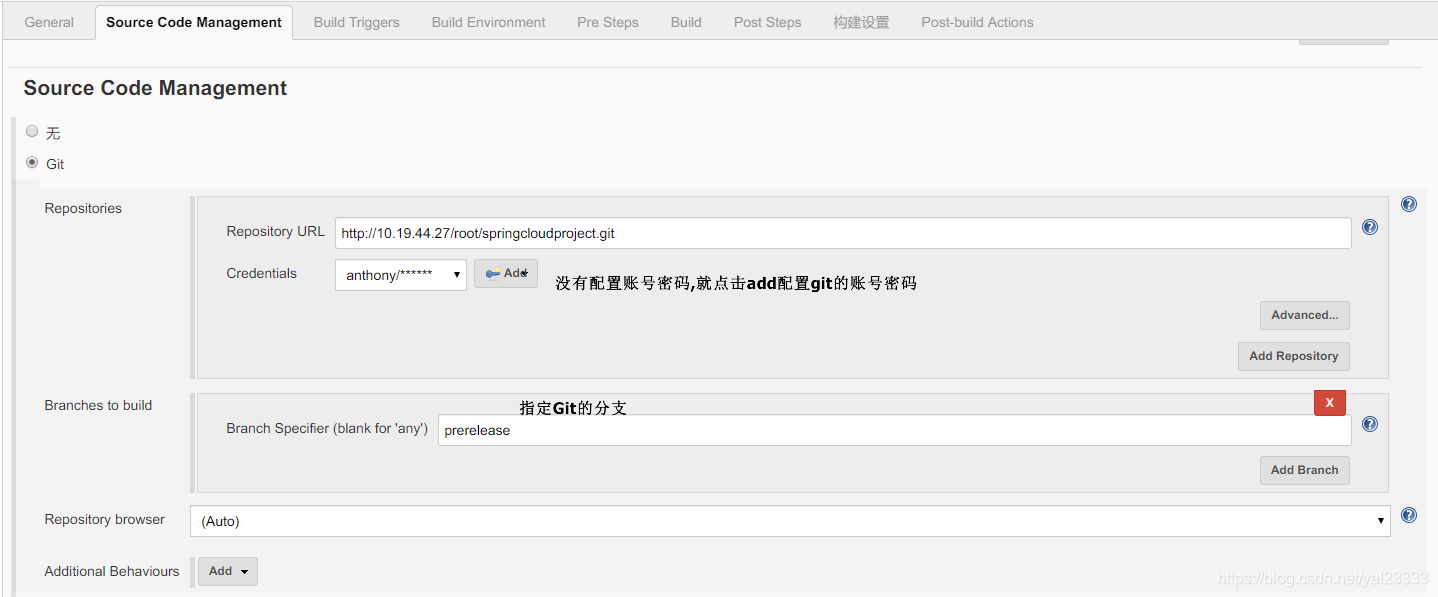 General Source Code Management Build Triggers Build Environment Pre Steps Build Post Steps 构建设置 Post-build Actions
Source Code Management
无
Git
Repositories
Repository URL http://10.19.44.27/root/springcloudproject.git
Credentials anthony/****** Add 没有配置账号密码,就点击add配置git的账号密码
Advanced...
Add Repository
Branches to build
指定Git的分支
X
Branch Specifier (blank for 'any') prerelease
Add Branch
Repository browser (Auto)
Additional Behaviours Add
https://blog.csdn.net/yal23333